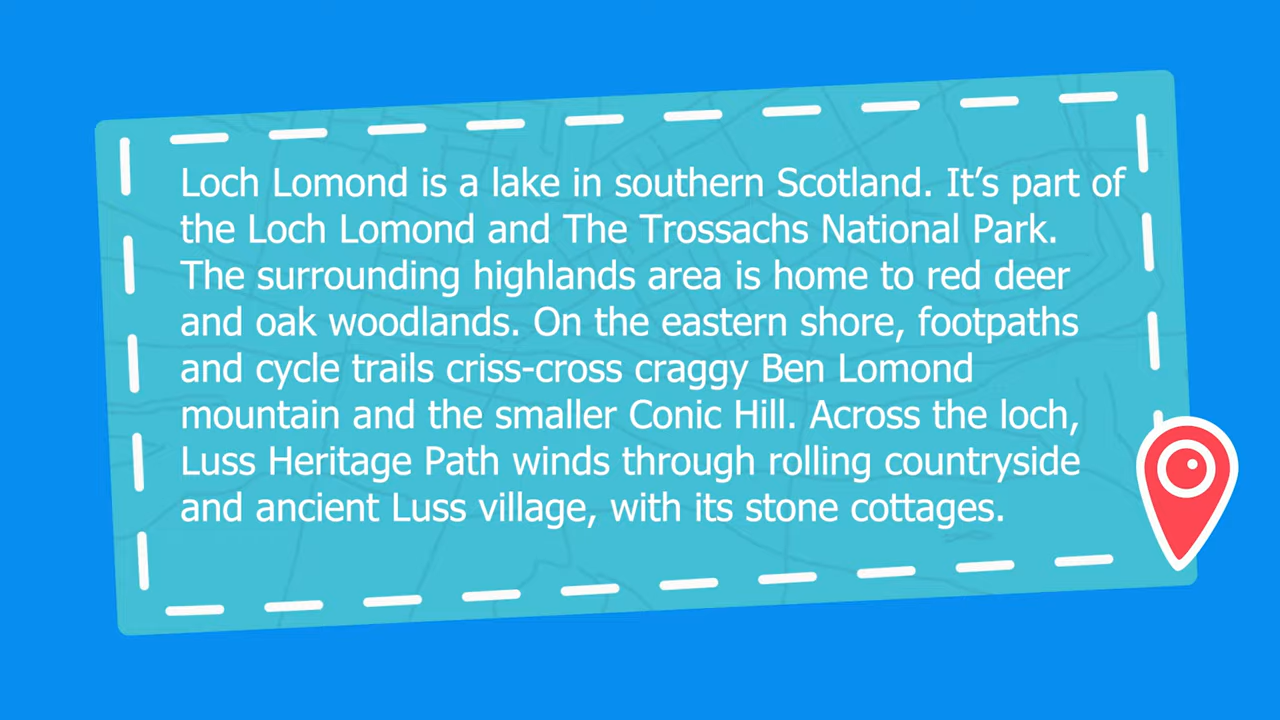 Loch Lomond is a lake in southern Scotland. It’s part of
the Loch Lomond and The Trossachs National Park.
The surrounding highlands area is home to red deer
and oak woodlands. On the eastern shore, footpaths
and cycle trails criss-cross craggy Ben Lomond
mountain and the smaller Conic Hill. Across the loch,
Luss Heritage Path winds through rolling countryside
and ancient Luss village, with its stone cottages.